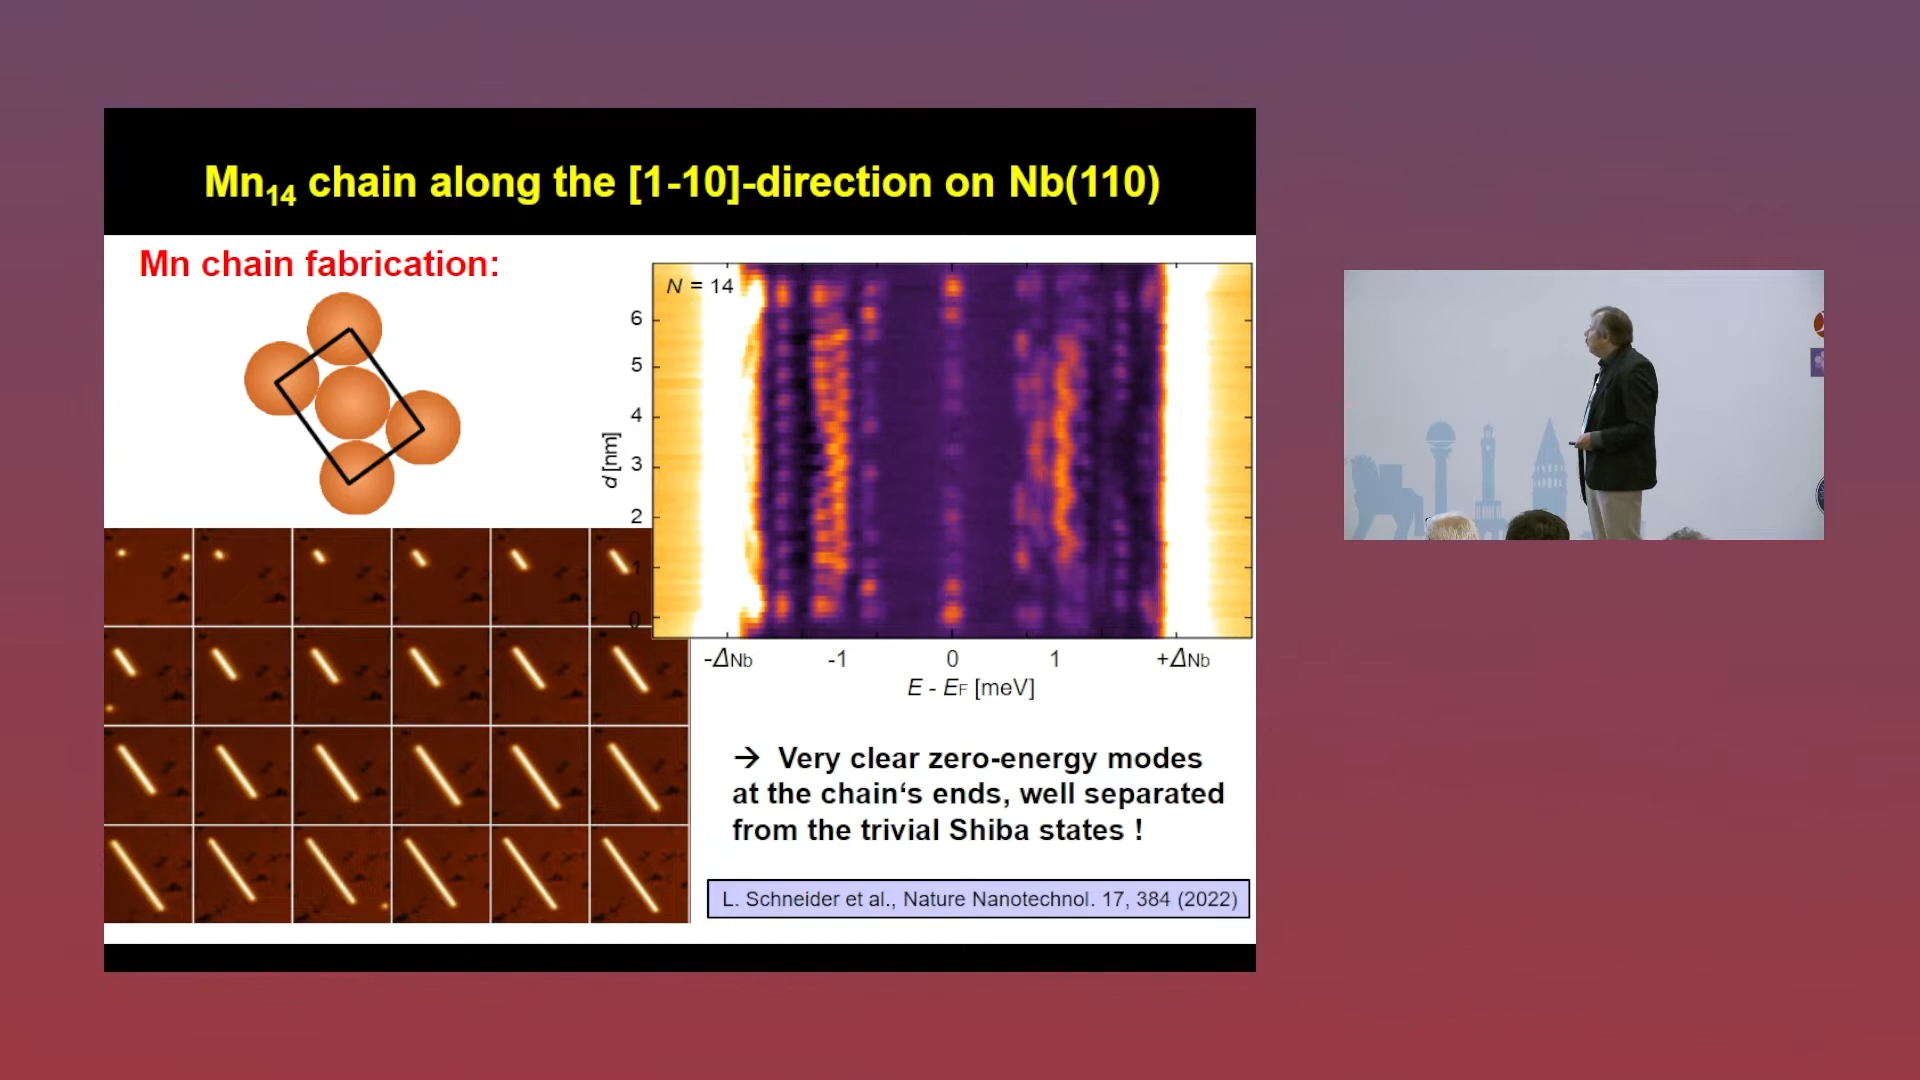 Mn14 chain along the [1-10]-direction on Nb(110)
Mn chain fabrication:
N = 14
6
5
4
3
2
1
0
d [nm]
-ΔNb -1 0 1 +ΔNb
E - EF [meV]
→ Very clear zero-energy modes
at the chain‘s ends, well separated
from the trivial Shiba states !
L. Schneider et al., Nature Nanotechnol. 17, 384 (2022)